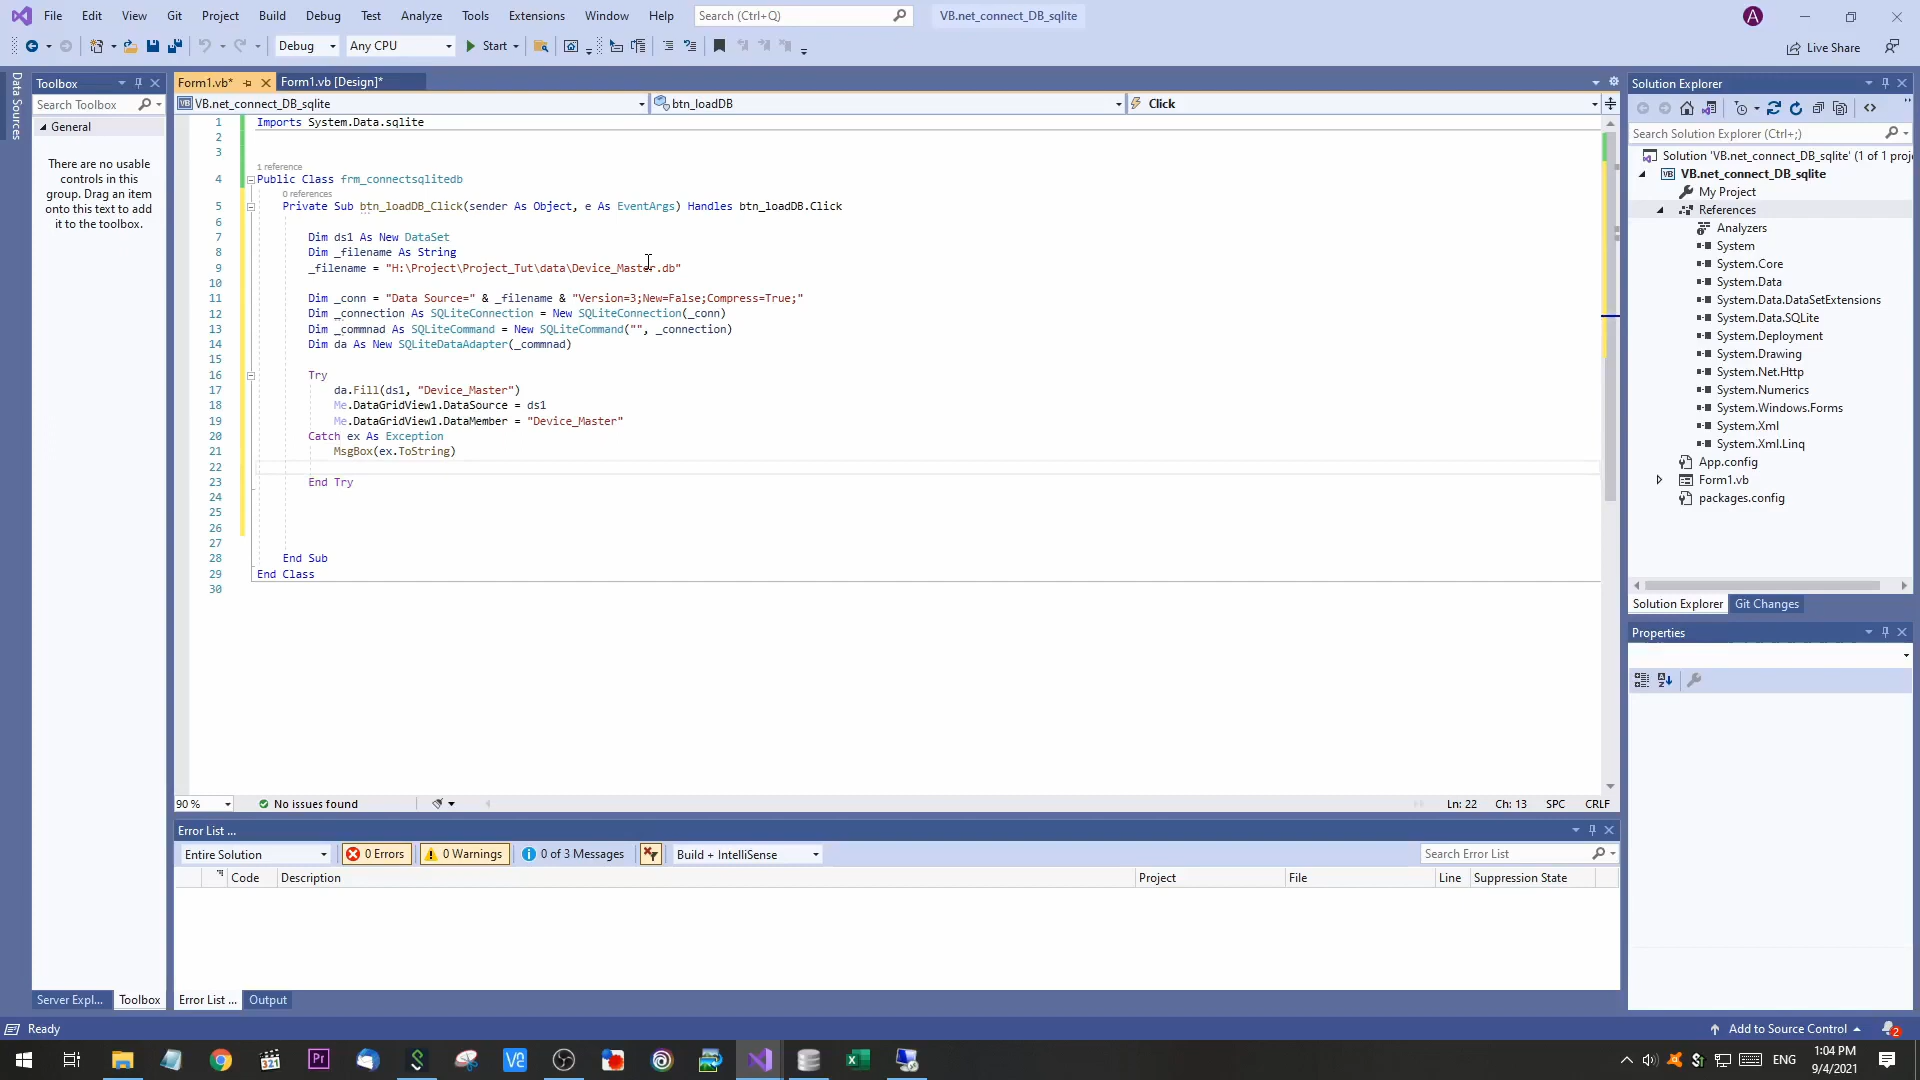 File Edit View Git Project Build Debug Test Analyze Tools Extensions Window Help Search (Ctrl+Q) VB.net_connect_DB_sqlite A
Debug Any CPU Start Live Share
Data Sources
Toolbox
Search Toolbox
General
There are no usable
controls in this
group. Drag an item
onto this text to add
it to the toolbox.
Server Expl... Toolbox
Form1.vb* Form1.vb [Design]*
VB.net_connect_DB_sqlite btn_loadDB Click
1 Imports System.Data.sqlite
2
3
1 reference
4 Public Class frm_connectsqlitedb
0 references
5 Private Sub btn_loadDB_Click(sender As Object, e As EventArgs) Handles btn_loadDB.Click
6
7 Dim ds1 As New DataSet
8 Dim _filename As String
9 _filename = "H:\Project\Project_Tut\data\Device_Master.db"
10
11 Dim _conn = "Data Source=" & _filename & "Version=3;New=False;Compress=True;"
12 Dim _connection As SQLiteConnection = New SQLiteConnection(_conn)
13 Dim _commnad As SQLiteCommand = New SQLiteCommand("", _connection)
14 Dim da As New SQLiteDataAdapter(_commnad)
15
16 Try
17 da.Fill(ds1, "Device_Master")
18 Me.DataGridView1.DataSource = ds1
19 Me.DataGridView1.DataMember = "Device_Master"
20 Catch ex As Exception
21 MsgBox(ex.ToString)
22
23 End Try
24
25
26
27
28 End Sub
29 End Class
30
90 % No issues found Ln: 22 Ch: 13 SPC CRLF
Error List ...
Entire Solution 0 Errors 0 Warnings 0 of 3 Messages Build + IntelliSense Search Error List
Code Description Project File Line Suppression State
Error List ... Output
Solution Explorer
Search Solution Explorer (Ctrl+;)
Solution 'VB.net_connect_DB_sqlite' (1 of 1 proj
VB.net_connect_DB_sqlite
My Project
References
Analyzers
System
System.Core
System.Data
System.Data.DataSetExtensions
System.Data.SQLite
System.Deployment
System.Drawing
System.Net.Http
System.Numerics
System.Windows.Forms
System.Xml
System.Xml.Linq
App.config
Form1.vb
packages.config
Solution Explorer Git Changes
Properties
Ready Add to Source Control 2
321 Pr VE ENG 1:04 PM
9/4/2021